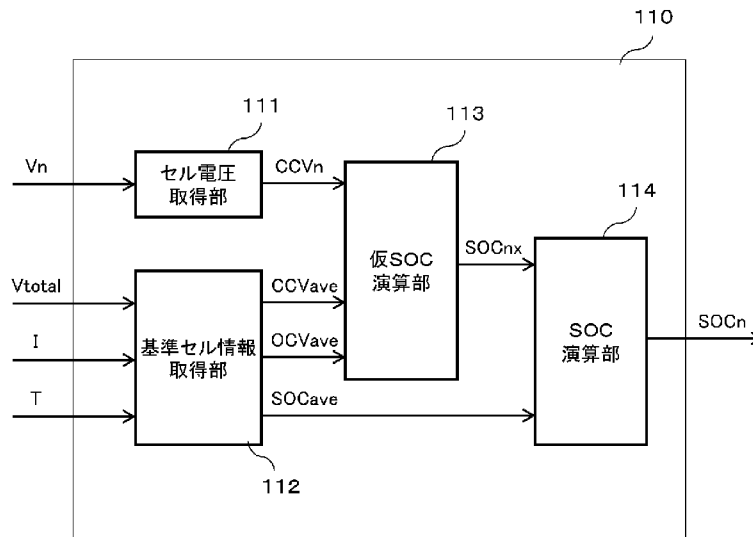 110
111
113
Vn
セル電圧
取得部
CCVn
114
仮SOC
演算部
SOCnx
Vtotal
I
T
基準セル情報
取得部
CCVave
OCVave
SOCave
SOC
演算部
SOCn
112